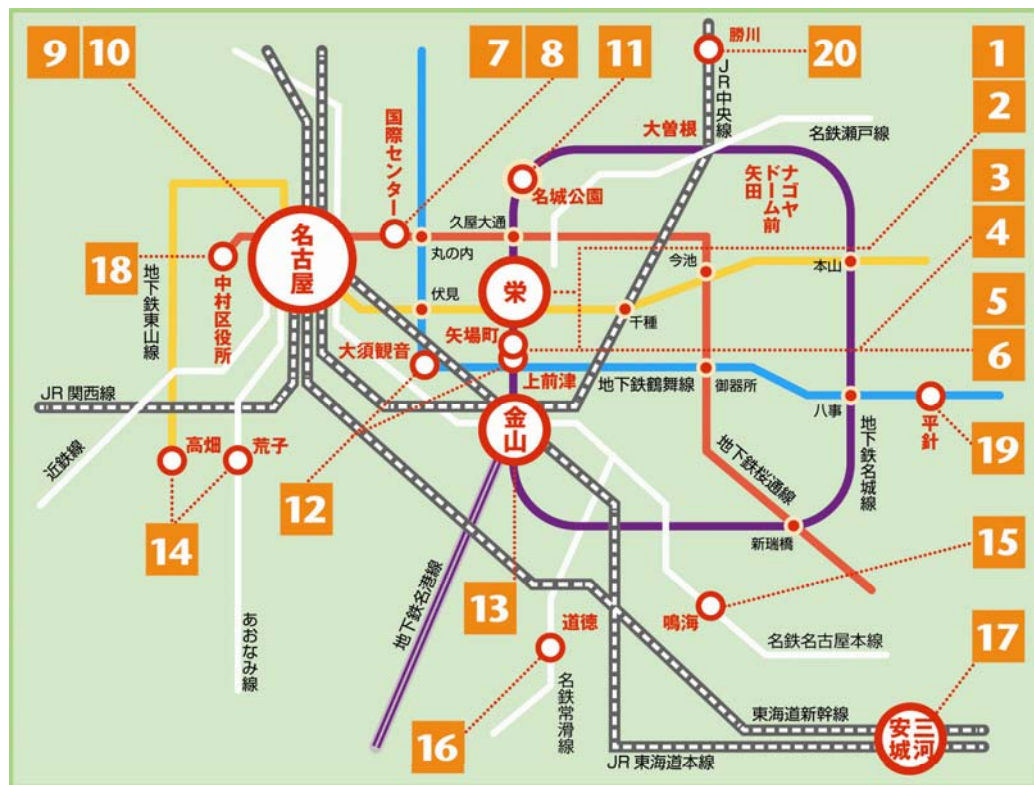 9 10
7 8
11
勝川
20
1
2
3
4
5
6
国際センター
JR中央線
大曽根
名鉄瀬戸線
名古屋
名城公園
ナゴヤ
ドーム前
矢田
久屋大通
丸の内
今池
本山
18
中村区役所
地下鉄東山線
栄
伏見
千種
矢場町
大須観音
上前津
地下鉄鶴舞線
御器所
八事
平針
JR関西線
近鉄線
金山
地下鉄名城線
高畑
荒子
12
19
14
地下鉄桜通線
新瑞橋
13
15
地下鉄名港線
あおなみ線
道徳
鳴海
名鉄名古屋本線
17
16
名鉄常滑線
東海道新幹線
三河
安城
JR東海道本線